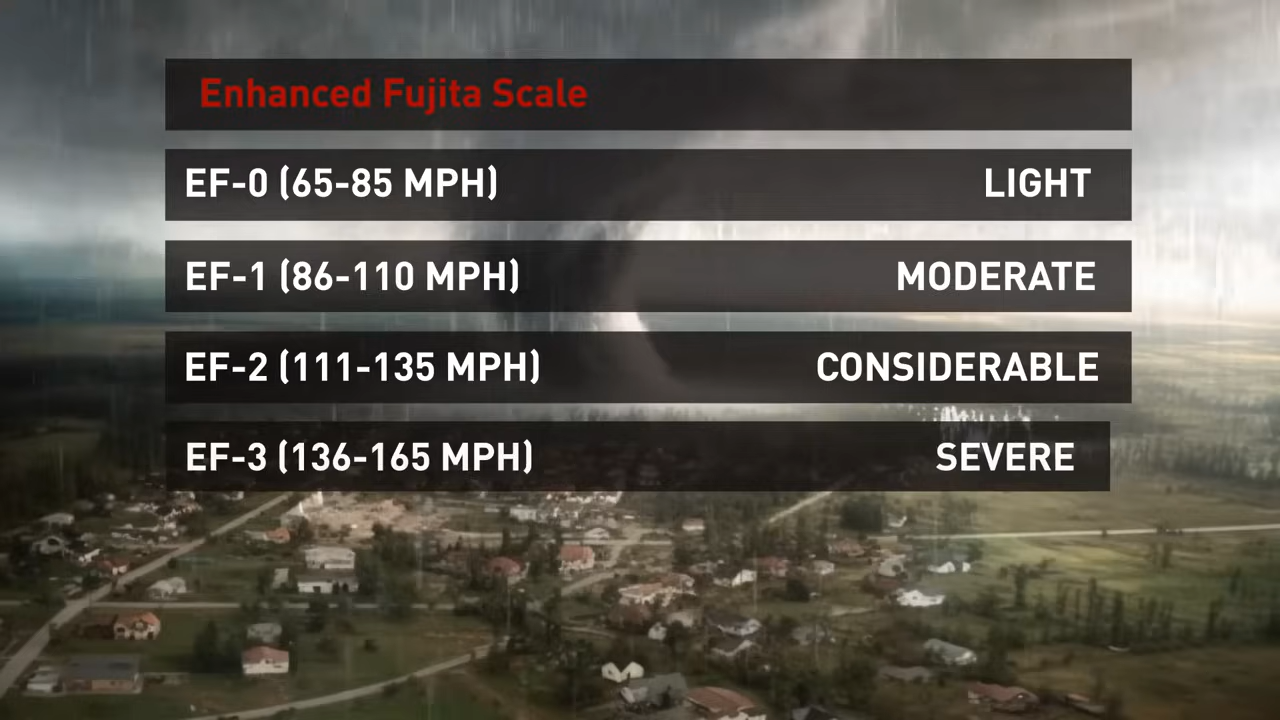 Enhanced Fujita Scale
EF-0 (65-85 MPH) LIGHT
EF-1 (86-110 MPH) MODERATE
EF-2 (111-135 MPH) CONSIDERABLE
EF-3 (136-165 MPH) SEVERE